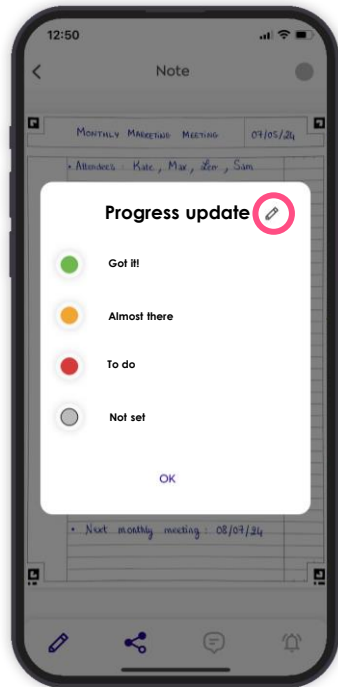 12:50
Note
MONTHLY MARKETING MEETING 07/05/24
• Attendees : Kate, Max, Sam
Progress update
Got it!
Almost there
To do
Not set
OK
• Next monthly meeting : 08/07/24